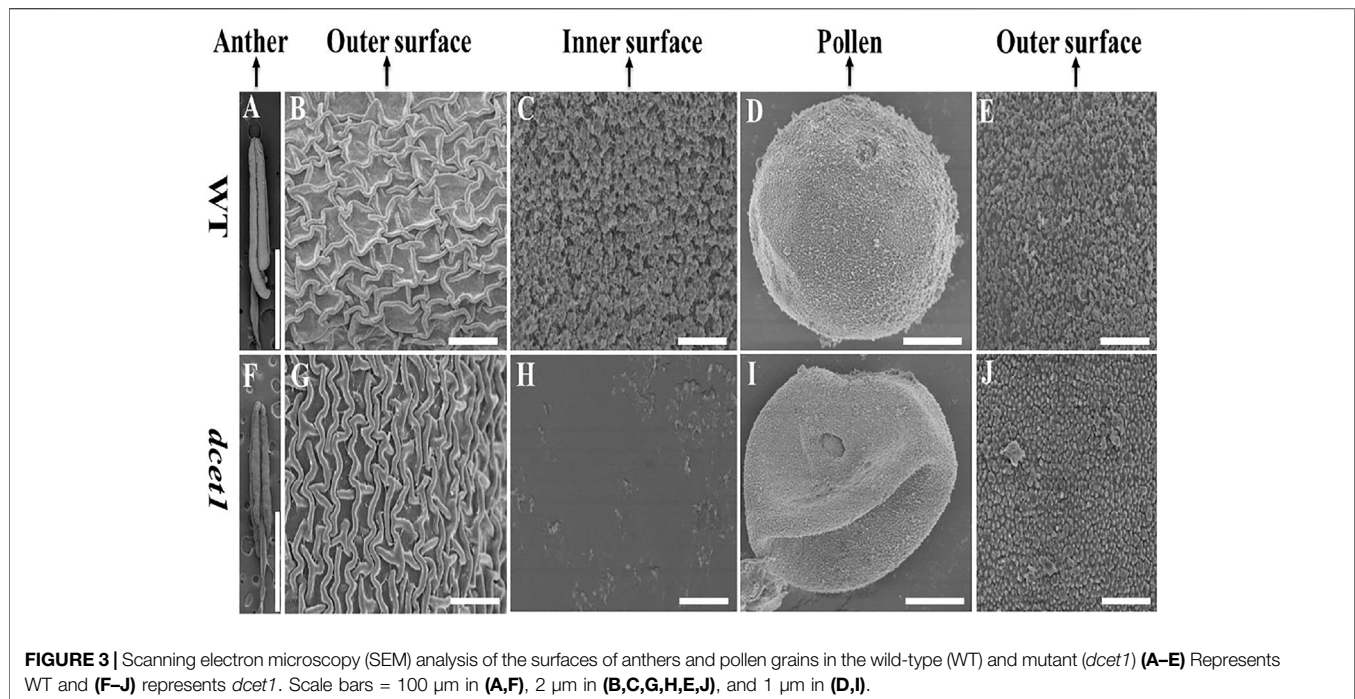 Anther Outer surface Inner surface Pollen Outer surface
A B C D E
WT
F G H I J
dcet1
FIGURE 3 | Scanning electron microscopy (SEM) analysis of the surfaces of anthers and pollen grains in the wild-type (WT) and mutant (dcet1) (A–E) Represents
WT and (F–J) represents dcet1. Scale bars = 100 μm in (A,F), 2 μm in (B,C,G,H,E,J), and 1 μm in (D,I).